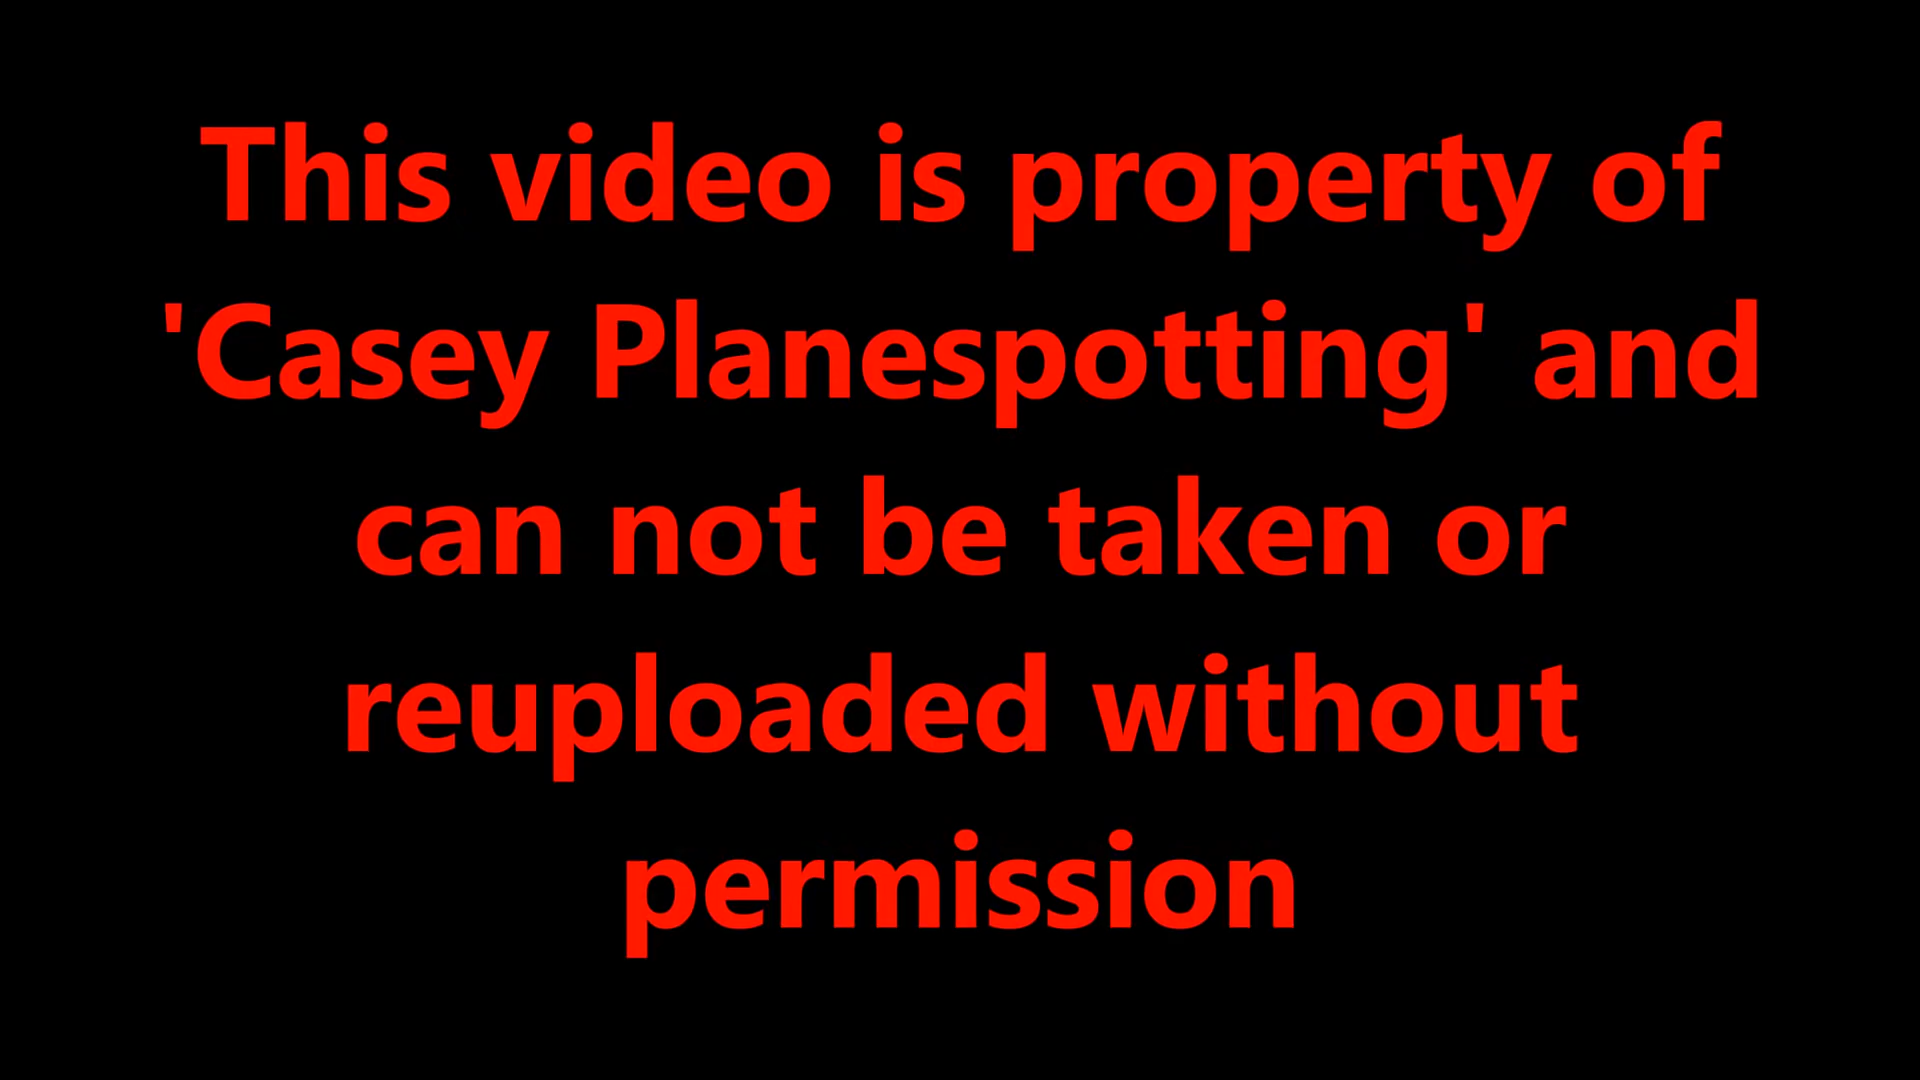 This video is property of
'Casey Planespotting' and
can not be taken or
reuploaded without
permission